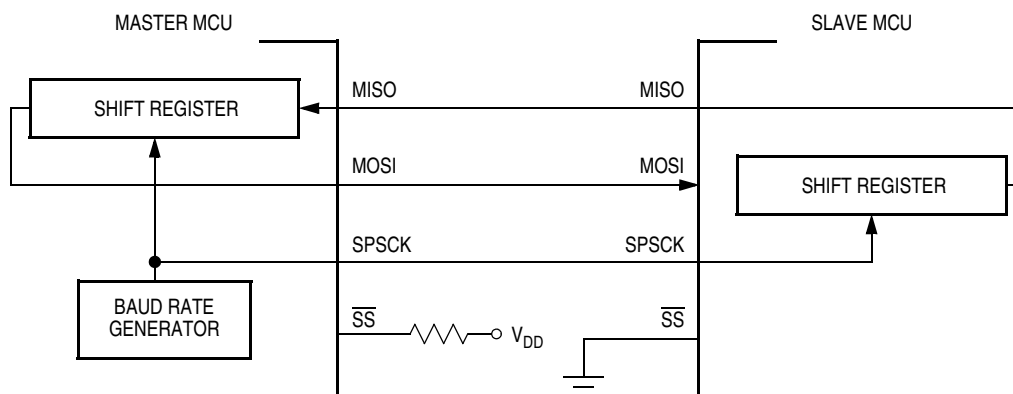 MASTER MCU
SLAVE MCU
SHIFT REGISTER
MISO
MISO
MOSI
MOSI
SHIFT REGISTER
SPSCK
SPSCK
BAUD RATE
GENERATOR
SS
VDD
SS